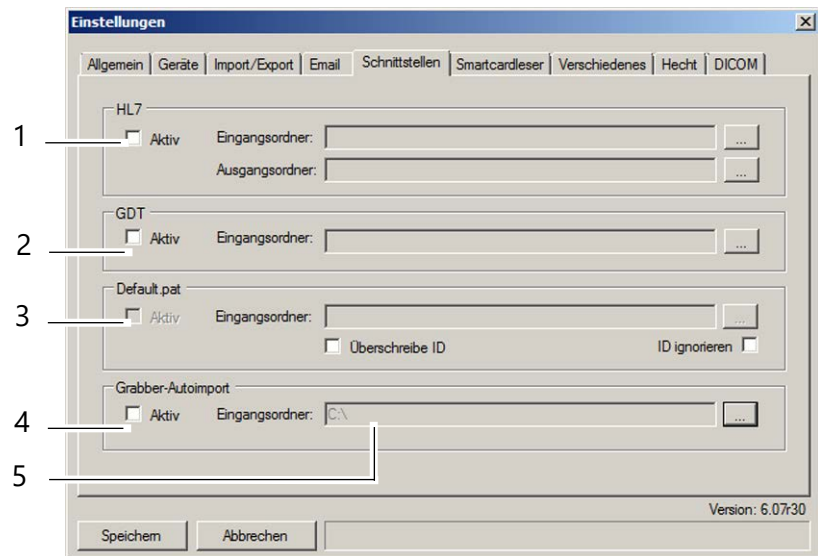 Einstellungen
Allgemein Geräte Import/Export Email Schnittstellen Smartcardleser Verschiedenes Hecht DICOM
HL7
1 Aktiv Eingangsordner: ...
Ausgangsordner: ...
GDT
2 Aktiv Eingangsordner: ...
Default.pat
3 Aktiv Eingangsordner: ...
Überschreibe ID ID ignorieren
Grabber-Autoimport
4 Aktiv Eingangsordner: C:\ ...
5
Version: 6.07r30
Speichern Abbrechen